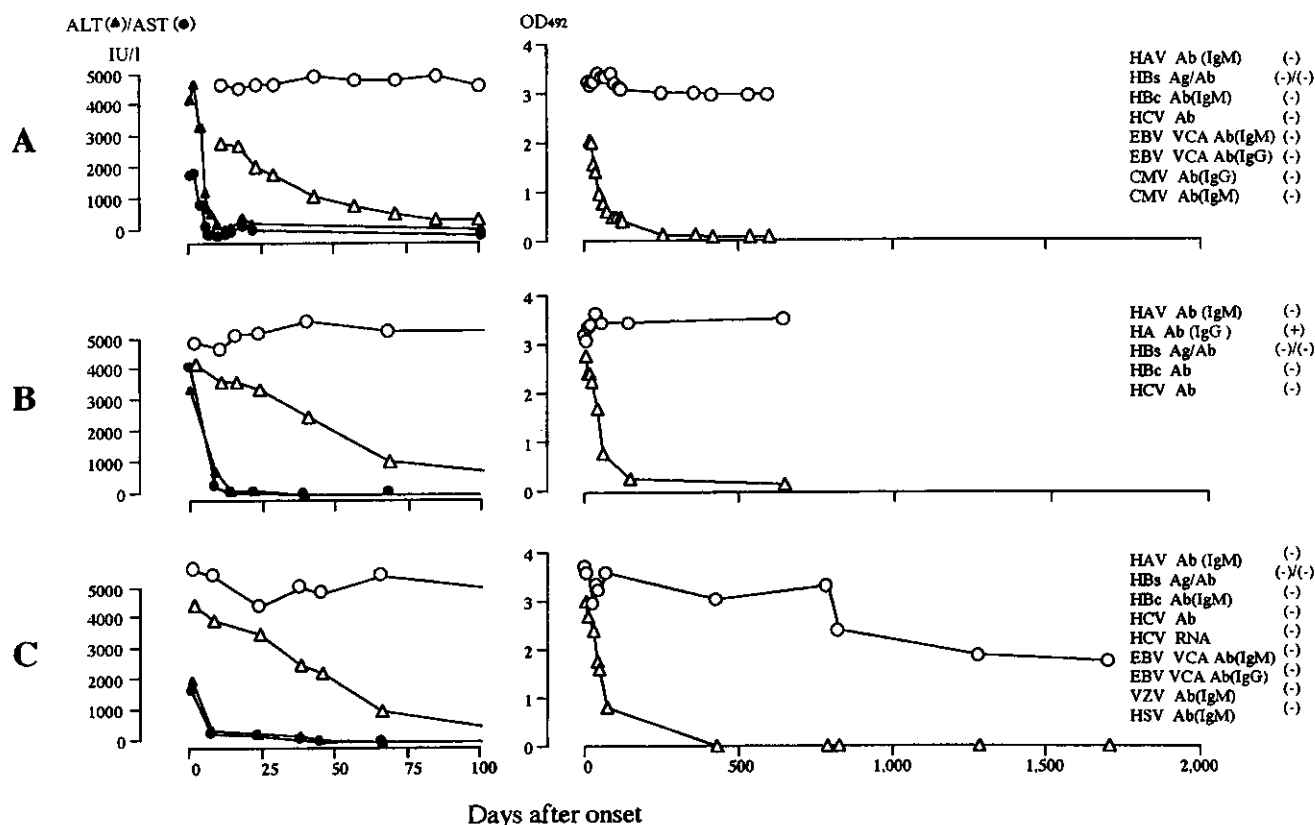 ALT(▲)/AST(●)
IU/l
OD492
A
5000
4000
3000
2000
1000
0
4
3
2
1
0
HAV Ab (IgM) (-)
HBs Ag/Ab (-)/(-)
HBc Ab(IgM) (-)
HCV Ab (-)
EBV VCA Ab(IgM) (-)
EBV VCA Ab(IgG) (-)
CMV Ab(IgG) (-)
CMV Ab(IgM) (-)
B
5000
4000
3000
2000
1000
0
4
3
2
1
0
HAV Ab (IgM) (-)
HA Ab (IgG) (+)
HBs Ag/Ab (-)/(-)
HBc Ab (-)
HCV Ab (-)
C
5000
4000
3000
2000
1000
0
4
3
2
1
0
HAV Ab (IgM) (-)
HBs Ag/Ab (-)/(-)
HBc Ab(IgM) (-)
HCV Ab (-)
HCV RNA (-)
EBV VCA Ab(IgM) (-)
EBV VCA Ab(IgG) (-)
VZV Ab(IgM) (-)
HSV Ab(IgM) (-)
0 25 50 75 100
0 500 1,000 1,500 2,000
Days after onset